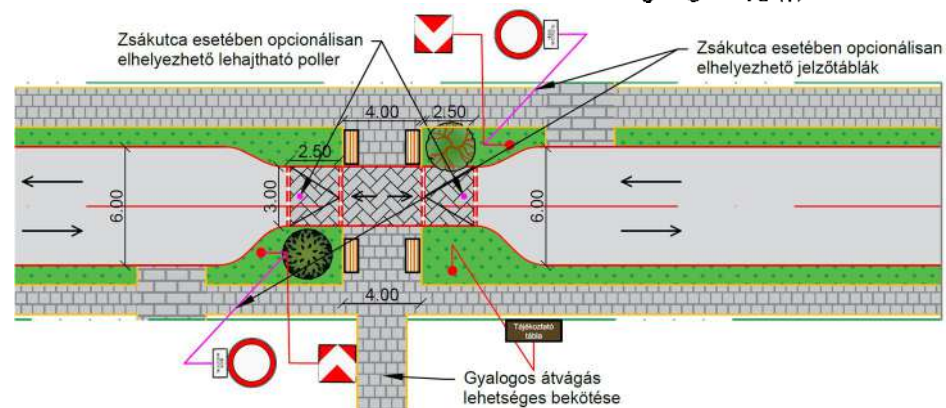 Zsákutca esetében opcionálisan
elhelyezhető lehajtható poller
Zsákutca esetében opcionálisan
elhelyezhető jelzőtáblák
4.00
2.50
2.50
6.00
3.00
6.00
4.00
Tájékoztató
tábla
Gyalogos átvágás
lehetséges bekötése